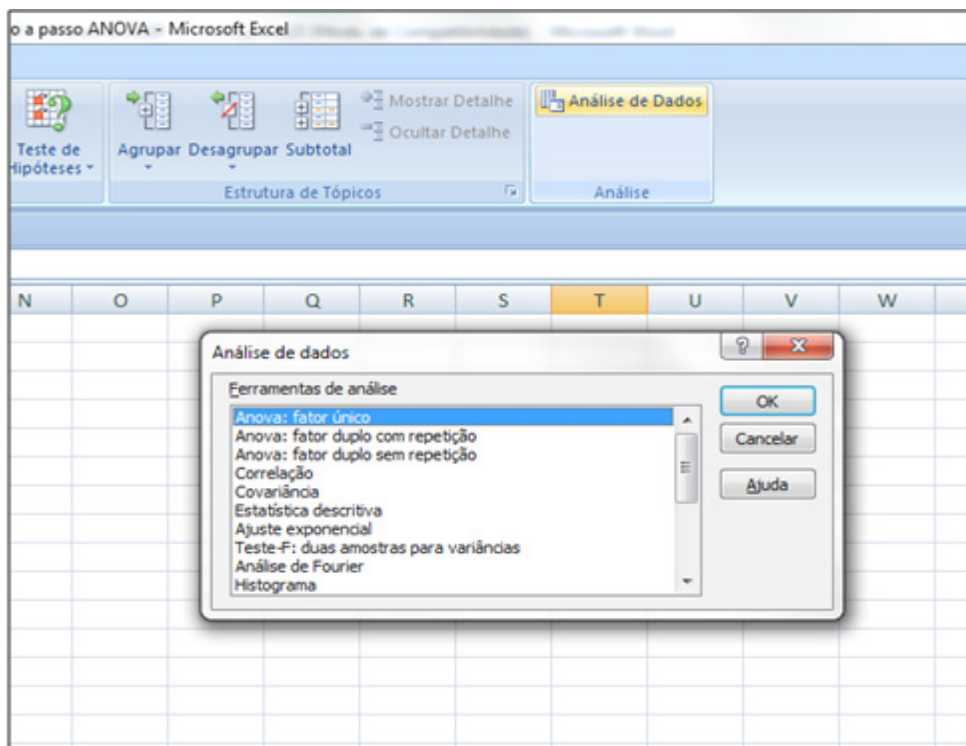 o a passo ANOVA - Microsoft Excel
Mostrar Detalhe
Ocultar Detalhe
Análise de Dados
Teste de
Hipóteses
Agrupar Desagrupar Subtotal
Estrutura de Tópicos
Análise
N O P Q R S T U V W
Análise de dados
Ferramentas de análise
Anova: fator único
Anova: fator duplo com repetição
Anova: fator duplo sem repetição
Correlação
Covariância
Estatística descritiva
Ajuste exponencial
Teste-F: duas amostras para variâncias
Análise de Fourier
Histograma
OK
Cancelar
Ajuda